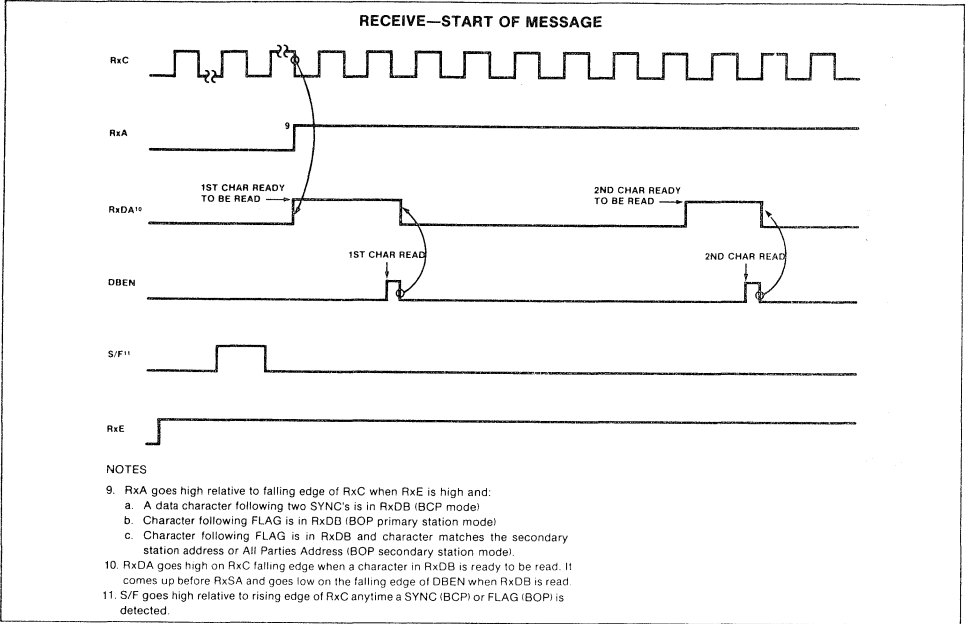 RECEIVE—START OF MESSAGE
RxC
RxA
9
1ST CHAR READY
TO BE READ
2ND CHAR READY
TO BE READ
RxDA¹⁰
1ST CHAR READ
2ND CHAR READ
DBEN
S/F¹¹
RxE
NOTES
9. RxA goes high relative to falling edge of RxC when RxE is high and:
a. A data character following two SYNC's is in RxDB (BCP mode)
b. Character following FLAG is in RxDB (BOP primary station mode)
c. Character following FLAG is in RxDB and character matches the secondary
station address or All Parties Address (BOP secondary station mode).
10. RxDA goes high on RxC falling edge when a character in RxDB is ready to be read. It
comes up before RxSA and goes low on the falling edge of DBEN when RxDB is read.
11. S/F goes high relative to rising edge of RxC anytime a SYNC (BCP) or FLAG (BOP) is
detected.